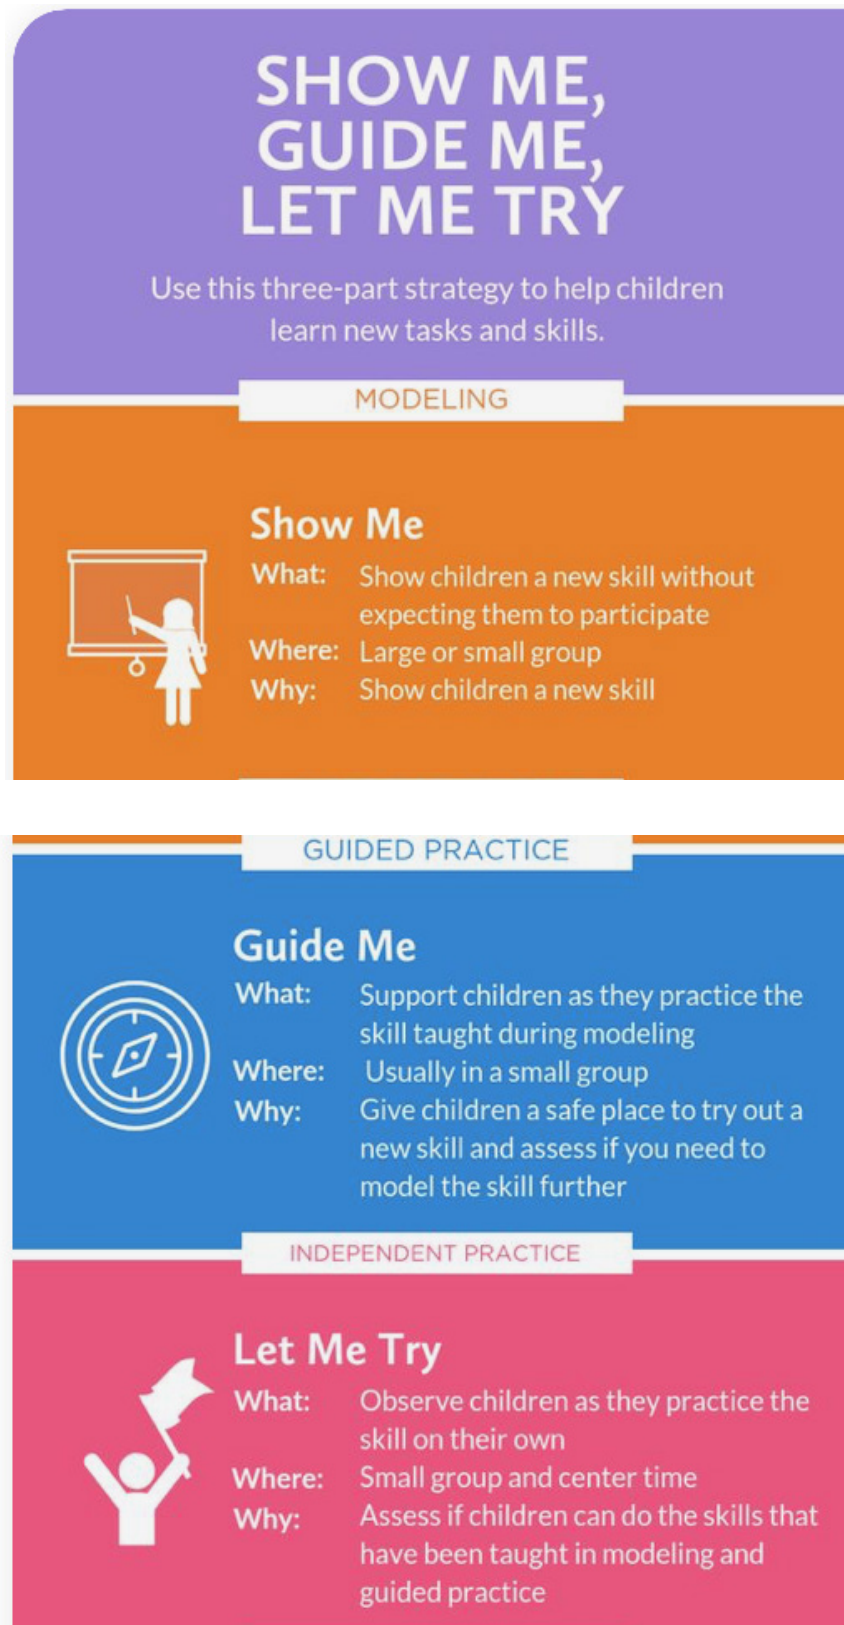 SHOW ME,
GUIDE ME,
LET ME TRY
Use this three-part strategy to help children
learn new tasks and skills.
MODELING
Show Me
What: Show children a new skill without
expecting them to participate
Where: Large or small group
Why: Show children a new skill
GUIDED PRACTICE
Guide Me
What: Support children as they practice the
skill taught during modeling
Where: Usually in a small group
Why: Give children a safe place to try out a
new skill and assess if you need to
model the skill further
INDEPENDENT PRACTICE
Let Me Try
What: Observe children as they practice the
skill on their own
Where: Small group and center time
Why: Assess if children can do the skills that
have been taught in modeling and
guided practice